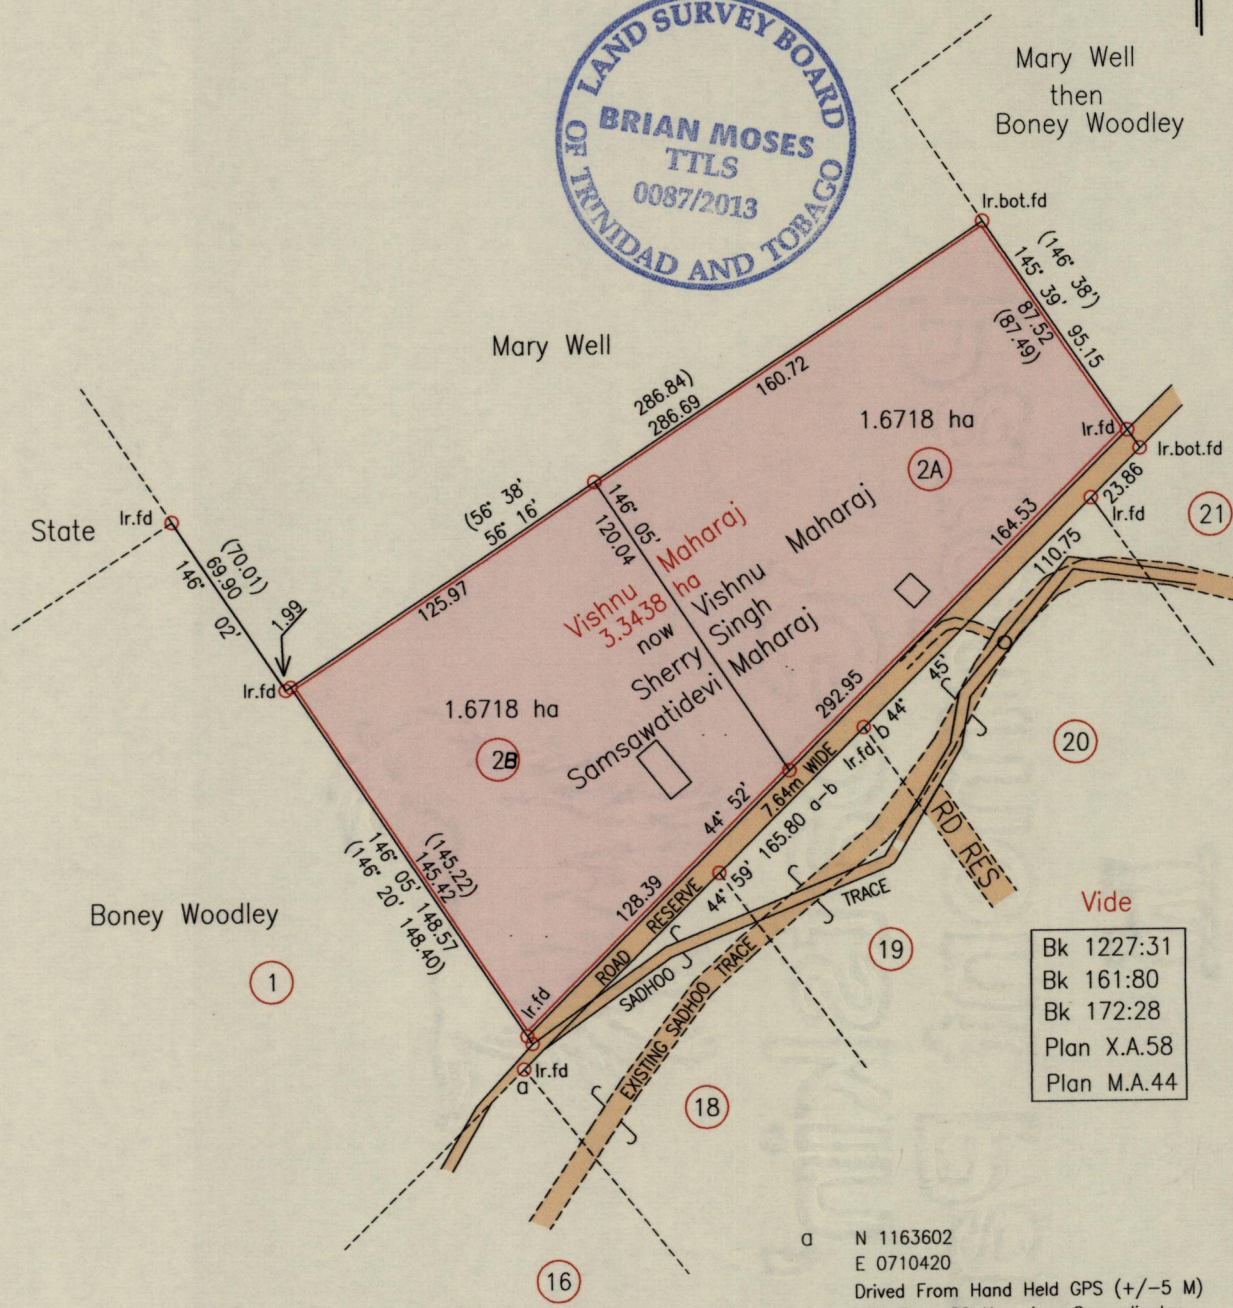 LAND SURVEY BOARD
OF TRINIDAD AND TOBAGO
BRIAN MOSES
TTLS
0087/2013
Mary Well
then
Boney Woodley
Ir.bot.fd
(146° 38')
145° 39'
87.52
(87.49)
95.15
Mary Well
286.84)
286.69
160.72
1.6718 ha
2A
Ir.fd
Ir.bot.fd
23.86
Ir.fd
21
State
Ir.fd
(70.01)
69.90
146° 02'
1.99
Ir.fd
(56° 38'
56° 16'
125.97
146° 05'
120.04
Vishnu Maharaj
3.3438 ha
now
Vishnu Maharaj
Sherry Singh
Samsawatidevi Maharaj
164.53
110.75
292.95
1.6718 ha
2B
44° 45'
Ir.fd b
20
7.64m WIDE
44° 52'
165.80 a-b
44° 59'
128.39
ROAD RESERVE
RD RES
SADHOO TRACE
EXISTING SADHOO TRACE
19
(145.22)
145.42
146° 05' 148.57
(146° 20' 148.40)
Boney Woodley
1
Ir.fd
Ir.fd
a
18
16
Vide
Bk 1227:31
Bk 161:80
Bk 172:28
Plan X.A.58
Plan M.A.44
a N 1163602
E 0710420
Drived From Hand Held GPS (+/-5 M)